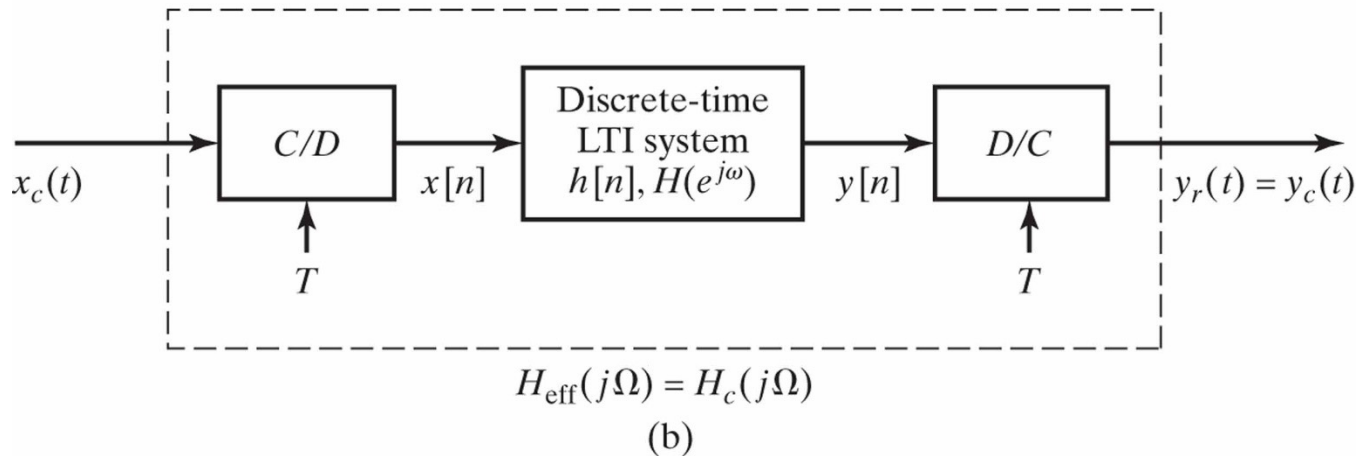 Discrete-time
LTI system
h[n], H(e^{jω})
C/D
D/C
x_c(t)
x[n]
y[n]
y_r(t) = y_c(t)
T
T
H_eff(jΩ) = H_c(jΩ)
(b)